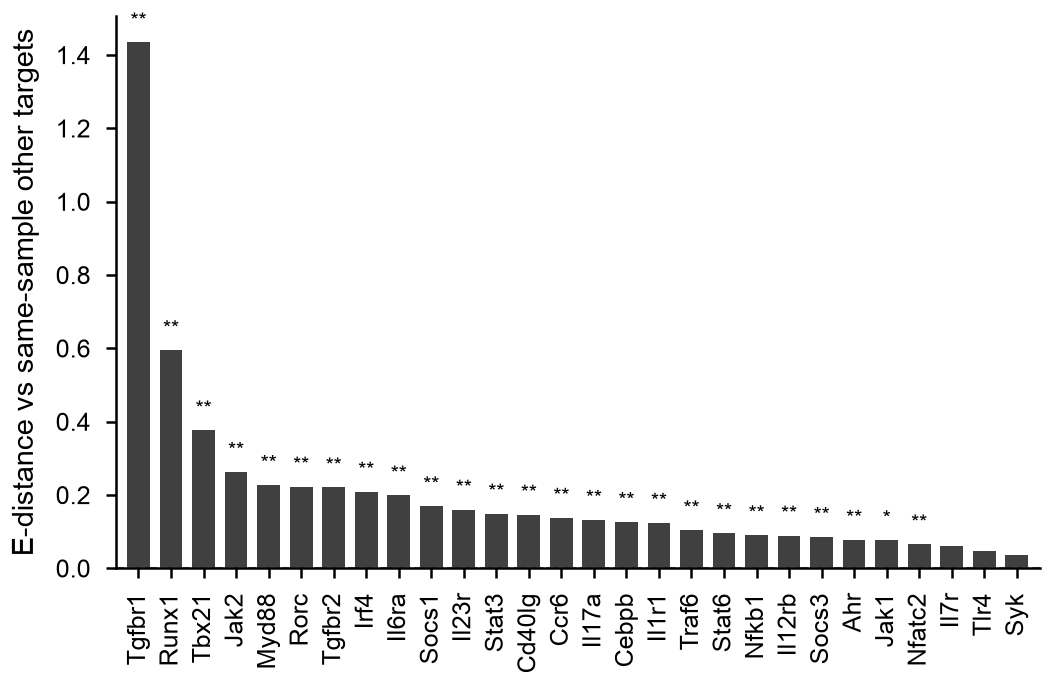 E-distance vs same-sample other targets
1.4
1.2
1.0
0.8
0.6
0.4
0.2
0.0
** ** ** ** ** ** ** ** ** ** ** ** ** ** ** ** ** ** ** ** ** ** ** * **
Tgfbr1
Runx1
Tbx21
Jak2
Myd88
Rorc
Tgfbr2
Irf4
Il6ra
Socs1
Il23r
Stat3
Cd40lg
Ccr6
Il17a
Cebpb
Il1r1
Traf6
Stat6
Nfkb1
Il12rb
Socs3
Ahr
Jak1
Nfatc2
Il7r
Tlr4
Syk